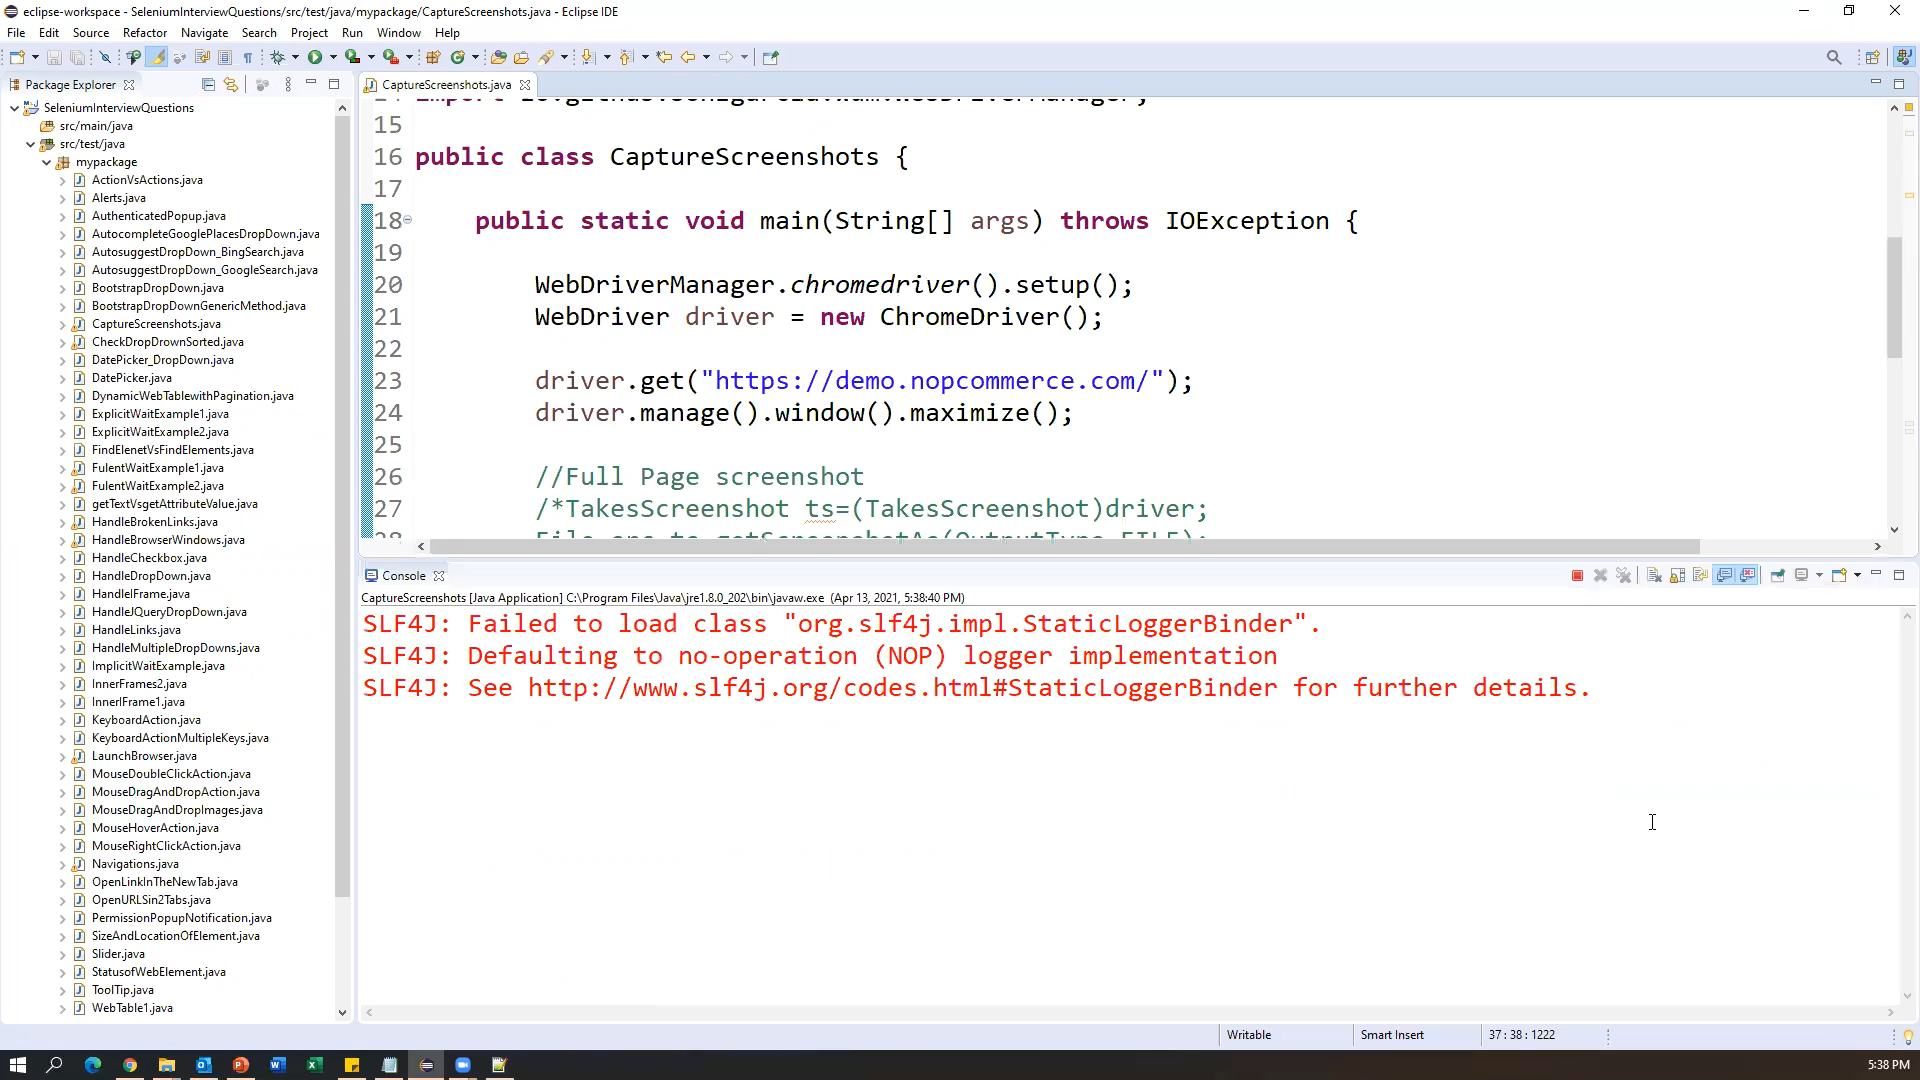 eclipse-workspace - SeleniumInterviewQuestions/src/test/java/mypackage/CaptureScreenshots.java - Eclipse IDE
File Edit Source Refactor Navigate Search Project Run Window Help
Package Explorer
SeleniumInterviewQuestions
src/main/java
src/test/java
mypackage
ActionVsActions.java
Alerts.java
AuthenticatedPopup.java
AutocompleteGooglePlacesDropDown.java
AutosuggestDropDown_BingSearch.java
AutosuggestDropDown_GoogleSearch.java
BootstrapDropDown.java
BootstrapDropDownGenericMethod.java
CaptureScreenshots.java
CheckDropDrownSorted.java
DatePicker_DropDown.java
DatePicker.java
DynamicWebTablewithPagination.java
ExplicitWaitExample1.java
ExplicitWaitExample2.java
FindElenetVsFindElements.java
FulentWaitExample1.java
FulentWaitExample2.java
getTextVsgetAttributeValue.java
HandleBrokenLinks.java
HandleBrowserWindows.java
HandleCheckbox.java
HandleDropDown.java
HandleIFrame.java
HandleJQueryDropDown.java
HandleLinks.java
HandleMultipleDropDowns.java
ImplicitWaitExample.java
InnerFrames2.java
InnerIFrame1.java
KeyboardAction.java
KeyboardActionMultipleKeys.java
LaunchBrowser.java
MouseDoubleClickAction.java
MouseDragAndDropAction.java
MouseDragAndDropImages.java
MouseHoverAction.java
MouseRightClickAction.java
Navigations.java
OpenLinkInTheNewTab.java
OpenURLSin2Tabs.java
PermissionPopupNotification.java
SizeAndLocationOfElement.java
Slider.java
StatusofWebElement.java
ToolTip.java
WebTable1.java
CaptureScreenshots.java
15
16 public class CaptureScreenshots {
17
18 public static void main(String[] args) throws IOException {
19
20 WebDriverManager.chromedriver().setup();
21 WebDriver driver = new ChromeDriver();
22
23 driver.get("https://demo.nopcommerce.com/");
24 driver.manage().window().maximize();
25
26 //Full Page screenshot
27 /*TakesScreenshot ts=(TakesScreenshot)driver;
Console
CaptureScreenshots [Java Application] C:\Program Files\Java\jre1.8.0_202\bin\javaw.exe (Apr 13, 2021, 5:38:40 PM)
SLF4J: Failed to load class "org.slf4j.impl.StaticLoggerBinder".
SLF4J: Defaulting to no-operation (NOP) logger implementation
SLF4J: See http://www.slf4j.org/codes.html#StaticLoggerBinder for further details.
Writable Smart Insert 37 : 38 : 1222
5:38 PM